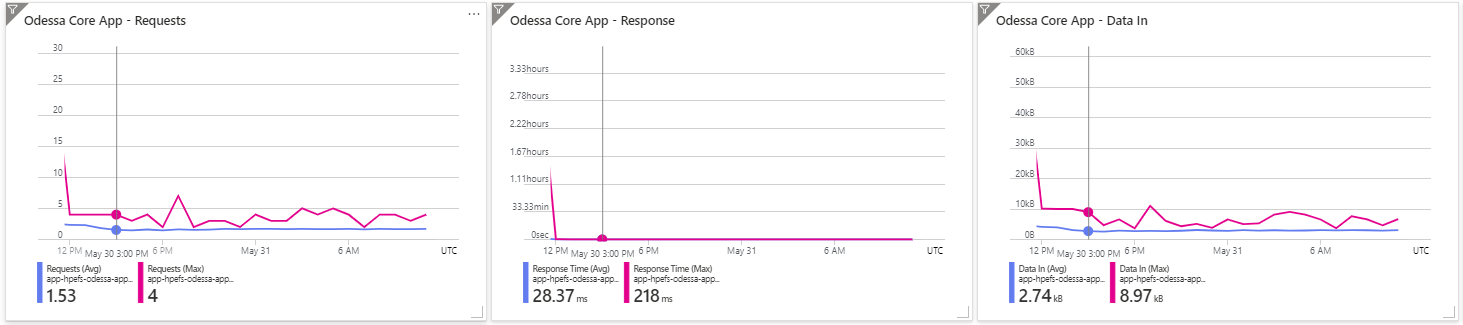 Odessa Core App - Requests
...
30
25
20
15
10
5
0
12 PM
May 30 3:00 PM
6 PM
May 31
6 AM
UTC
Requests (Avg)
app-hpefs-odessa-app...
1.53
Requests (Max)
app-hpefs-odessa-app...
4
Odessa Core App - Response
3.33hours
2.78hours
2.22hours
1.67hours
1.11hours
33.33min
0sec
12 PM
May 30 3:00 PM
6 PM
May 31
6 AM
UTC
Response Time (Avg)
app-hpefs-odessa-app...
28.37 ms
Response Time (Max)
app-hpefs-odessa-app...
218 ms
Odessa Core App - Data In
60kB
50kB
40kB
30kB
20kB
10kB
0B
12 PM
May 30 3:00 PM
6 PM
May 31
6 AM
UTC
Data In (Avg)
app-hpefs-odessa-app...
2.74 kB
Data In (Max)
app-hpefs-odessa-app...
8.97 kB